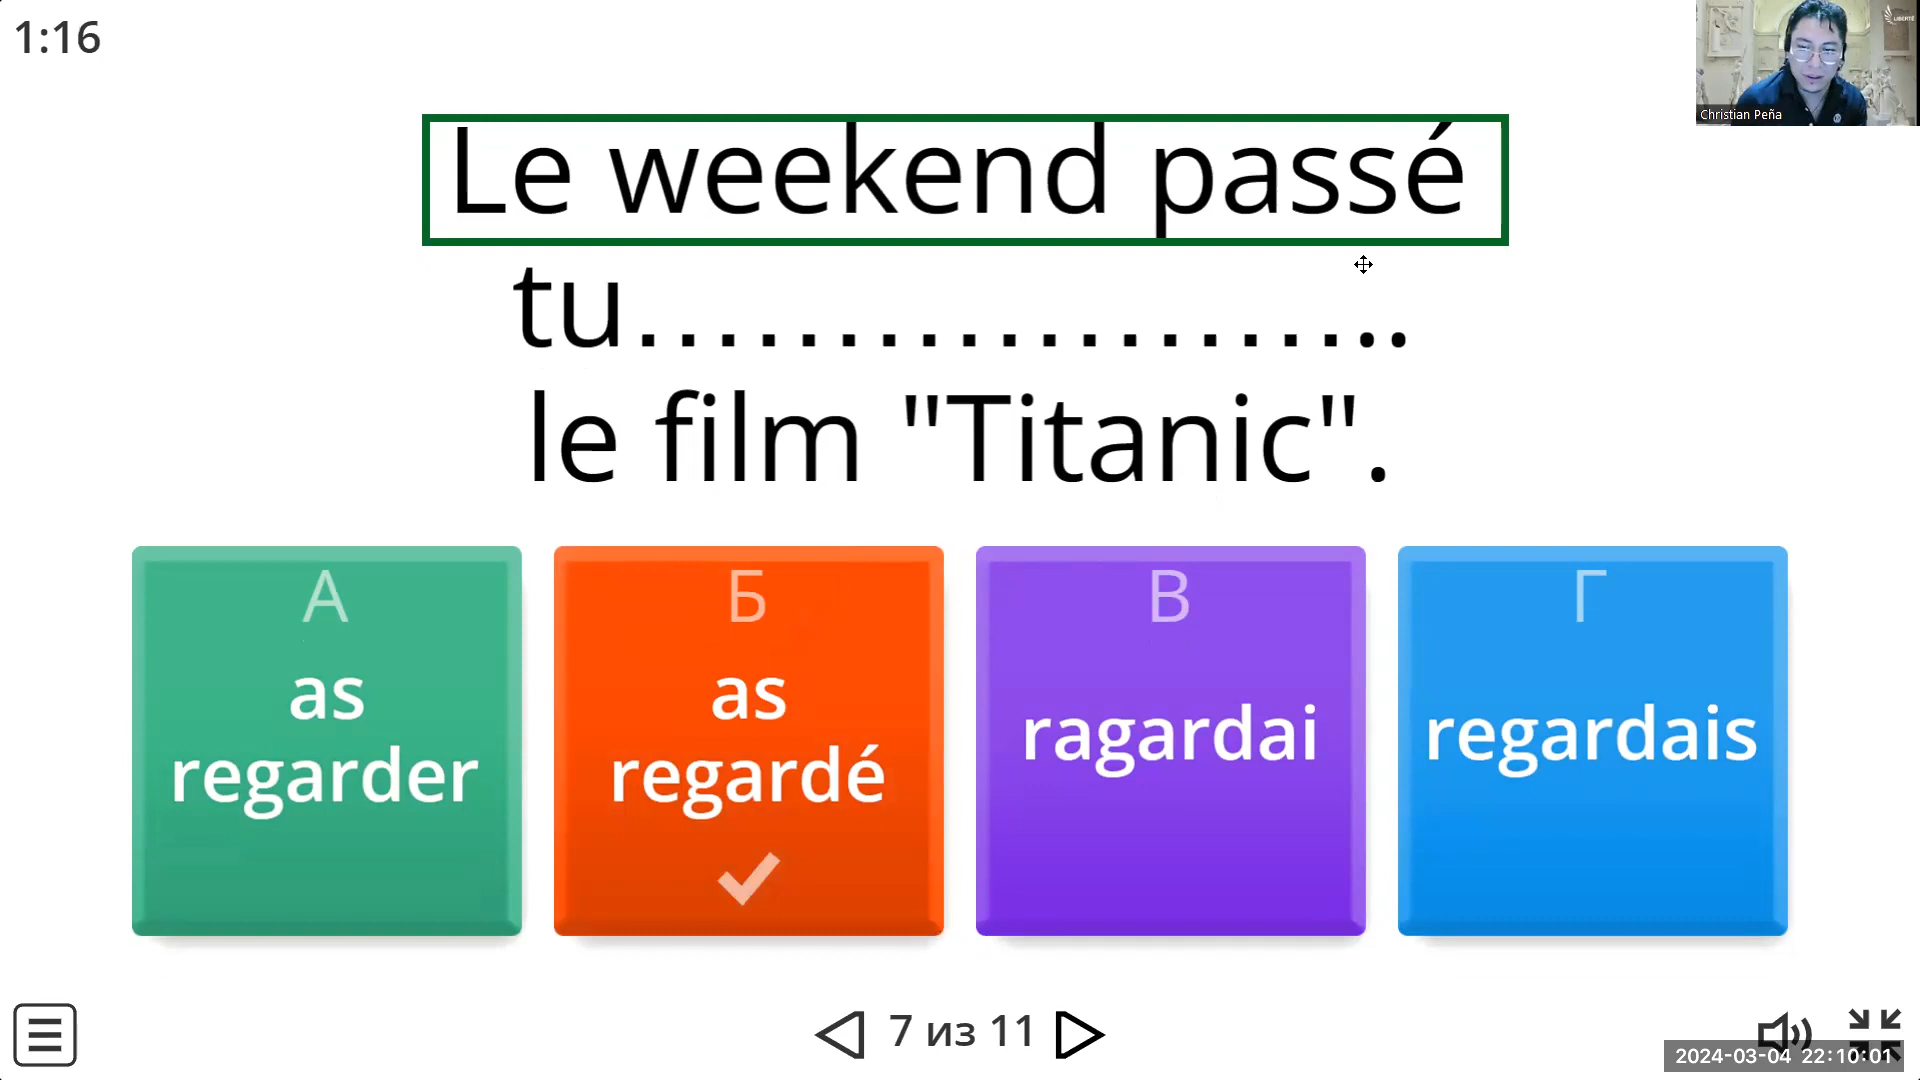 1:16
LIBERTÉ
Christian Peña
Le weekend passé
tu…………………..
le film "Titanic".
А
as
regarder
Б
as
regardé
В
ragardai
Г
regardais
7 из 11
2024-03-04 22:10:01